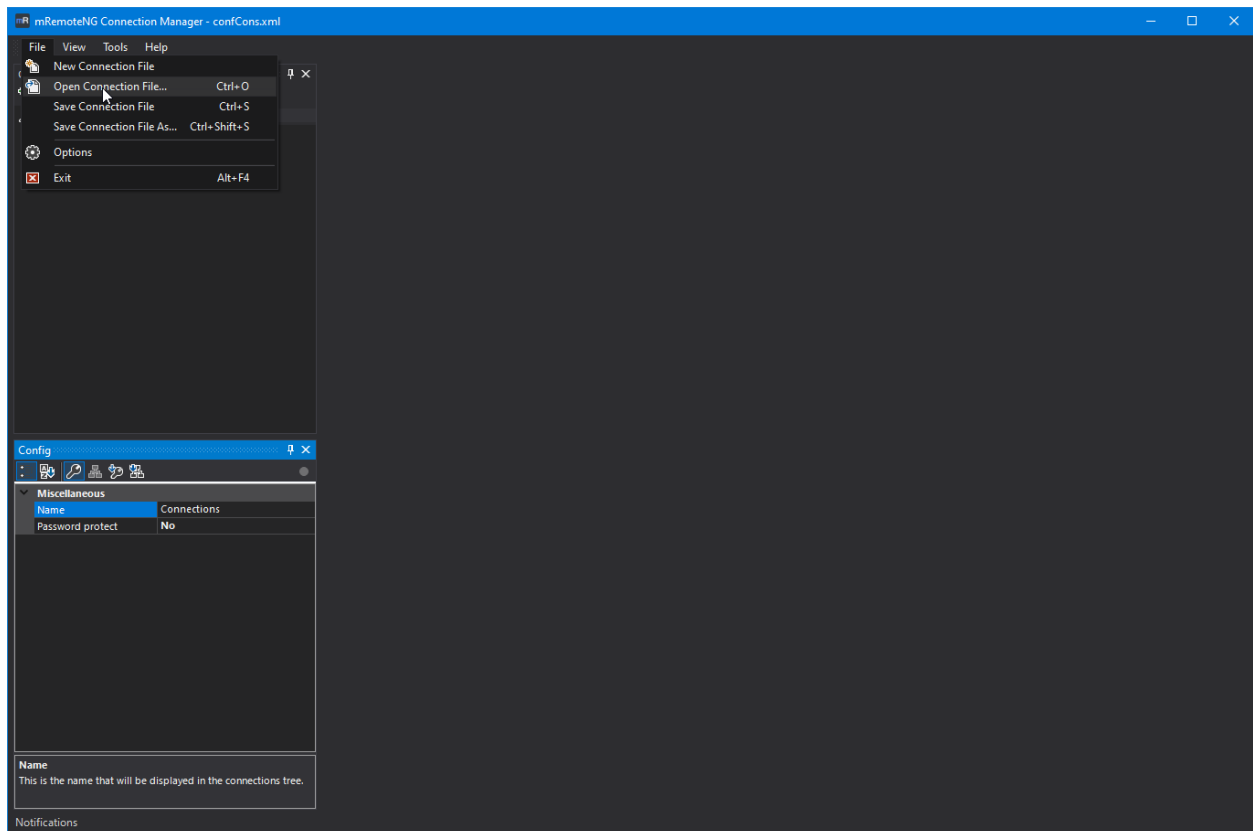 mR mRemoteNG Connection Manager - confCons.xml
File View Tools Help
New Connection File
Open Connection File... Ctrl+O
Save Connection File Ctrl+S
Save Connection File As... Ctrl+Shift+S
Options
Exit Alt+F4
Config
Miscellaneous
Name Connections
Password protect No
Name
This is the name that will be displayed in the connections tree.
Notifications